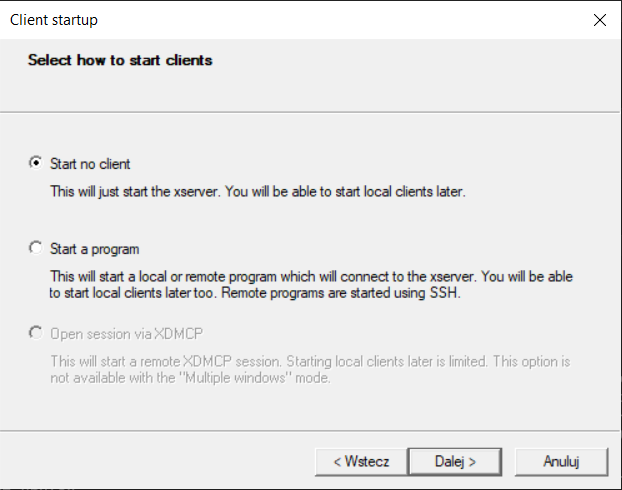 Client startup
Select how to start clients
Start no client
This will just start the xserver. You will be able to start local clients later.
Start a program
This will start a local or remote program which will connect to the xserver. You will be able
to start local clients later too. Remote programs are started using SSH.
Open session via XDMCP
This will start a remote XDMCP session. Starting local clients later is limited. This option is
not available with the "Multiple windows" mode.
< Wstecz
Dalej >
Anuluj